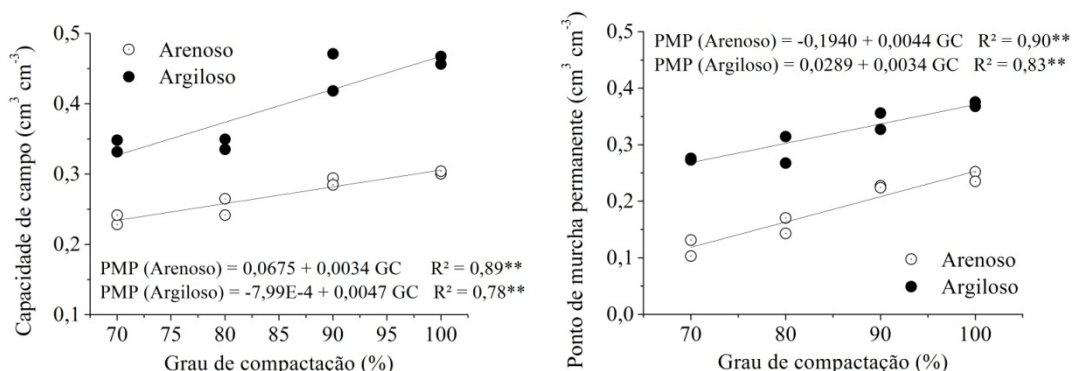 Capacidade de campo (cm³ cm⁻³)
0,5
0,4
0,3
0,2
0,1
Arenoso
Argiloso
PMP (Arenoso) = 0,0675 + 0,0034 GC R² = 0,89**
PMP (Argiloso) = -7,99E-4 + 0,0047 GC R² = 0,78**
70 75 80 85 90 95 100
Grau de compactação (%)
Ponto de murcha permanente (cm³ cm⁻³)
0,5
0,4
0,3
0,2
0,1
0,0
PMP (Arenoso) = -0,1940 + 0,0044 GC R² = 0,90**
PMP (Argiloso) = 0,0289 + 0,0034 GC R² = 0,83**
Arenoso
Argiloso
70 80 90 100
Grau de compactação (%)